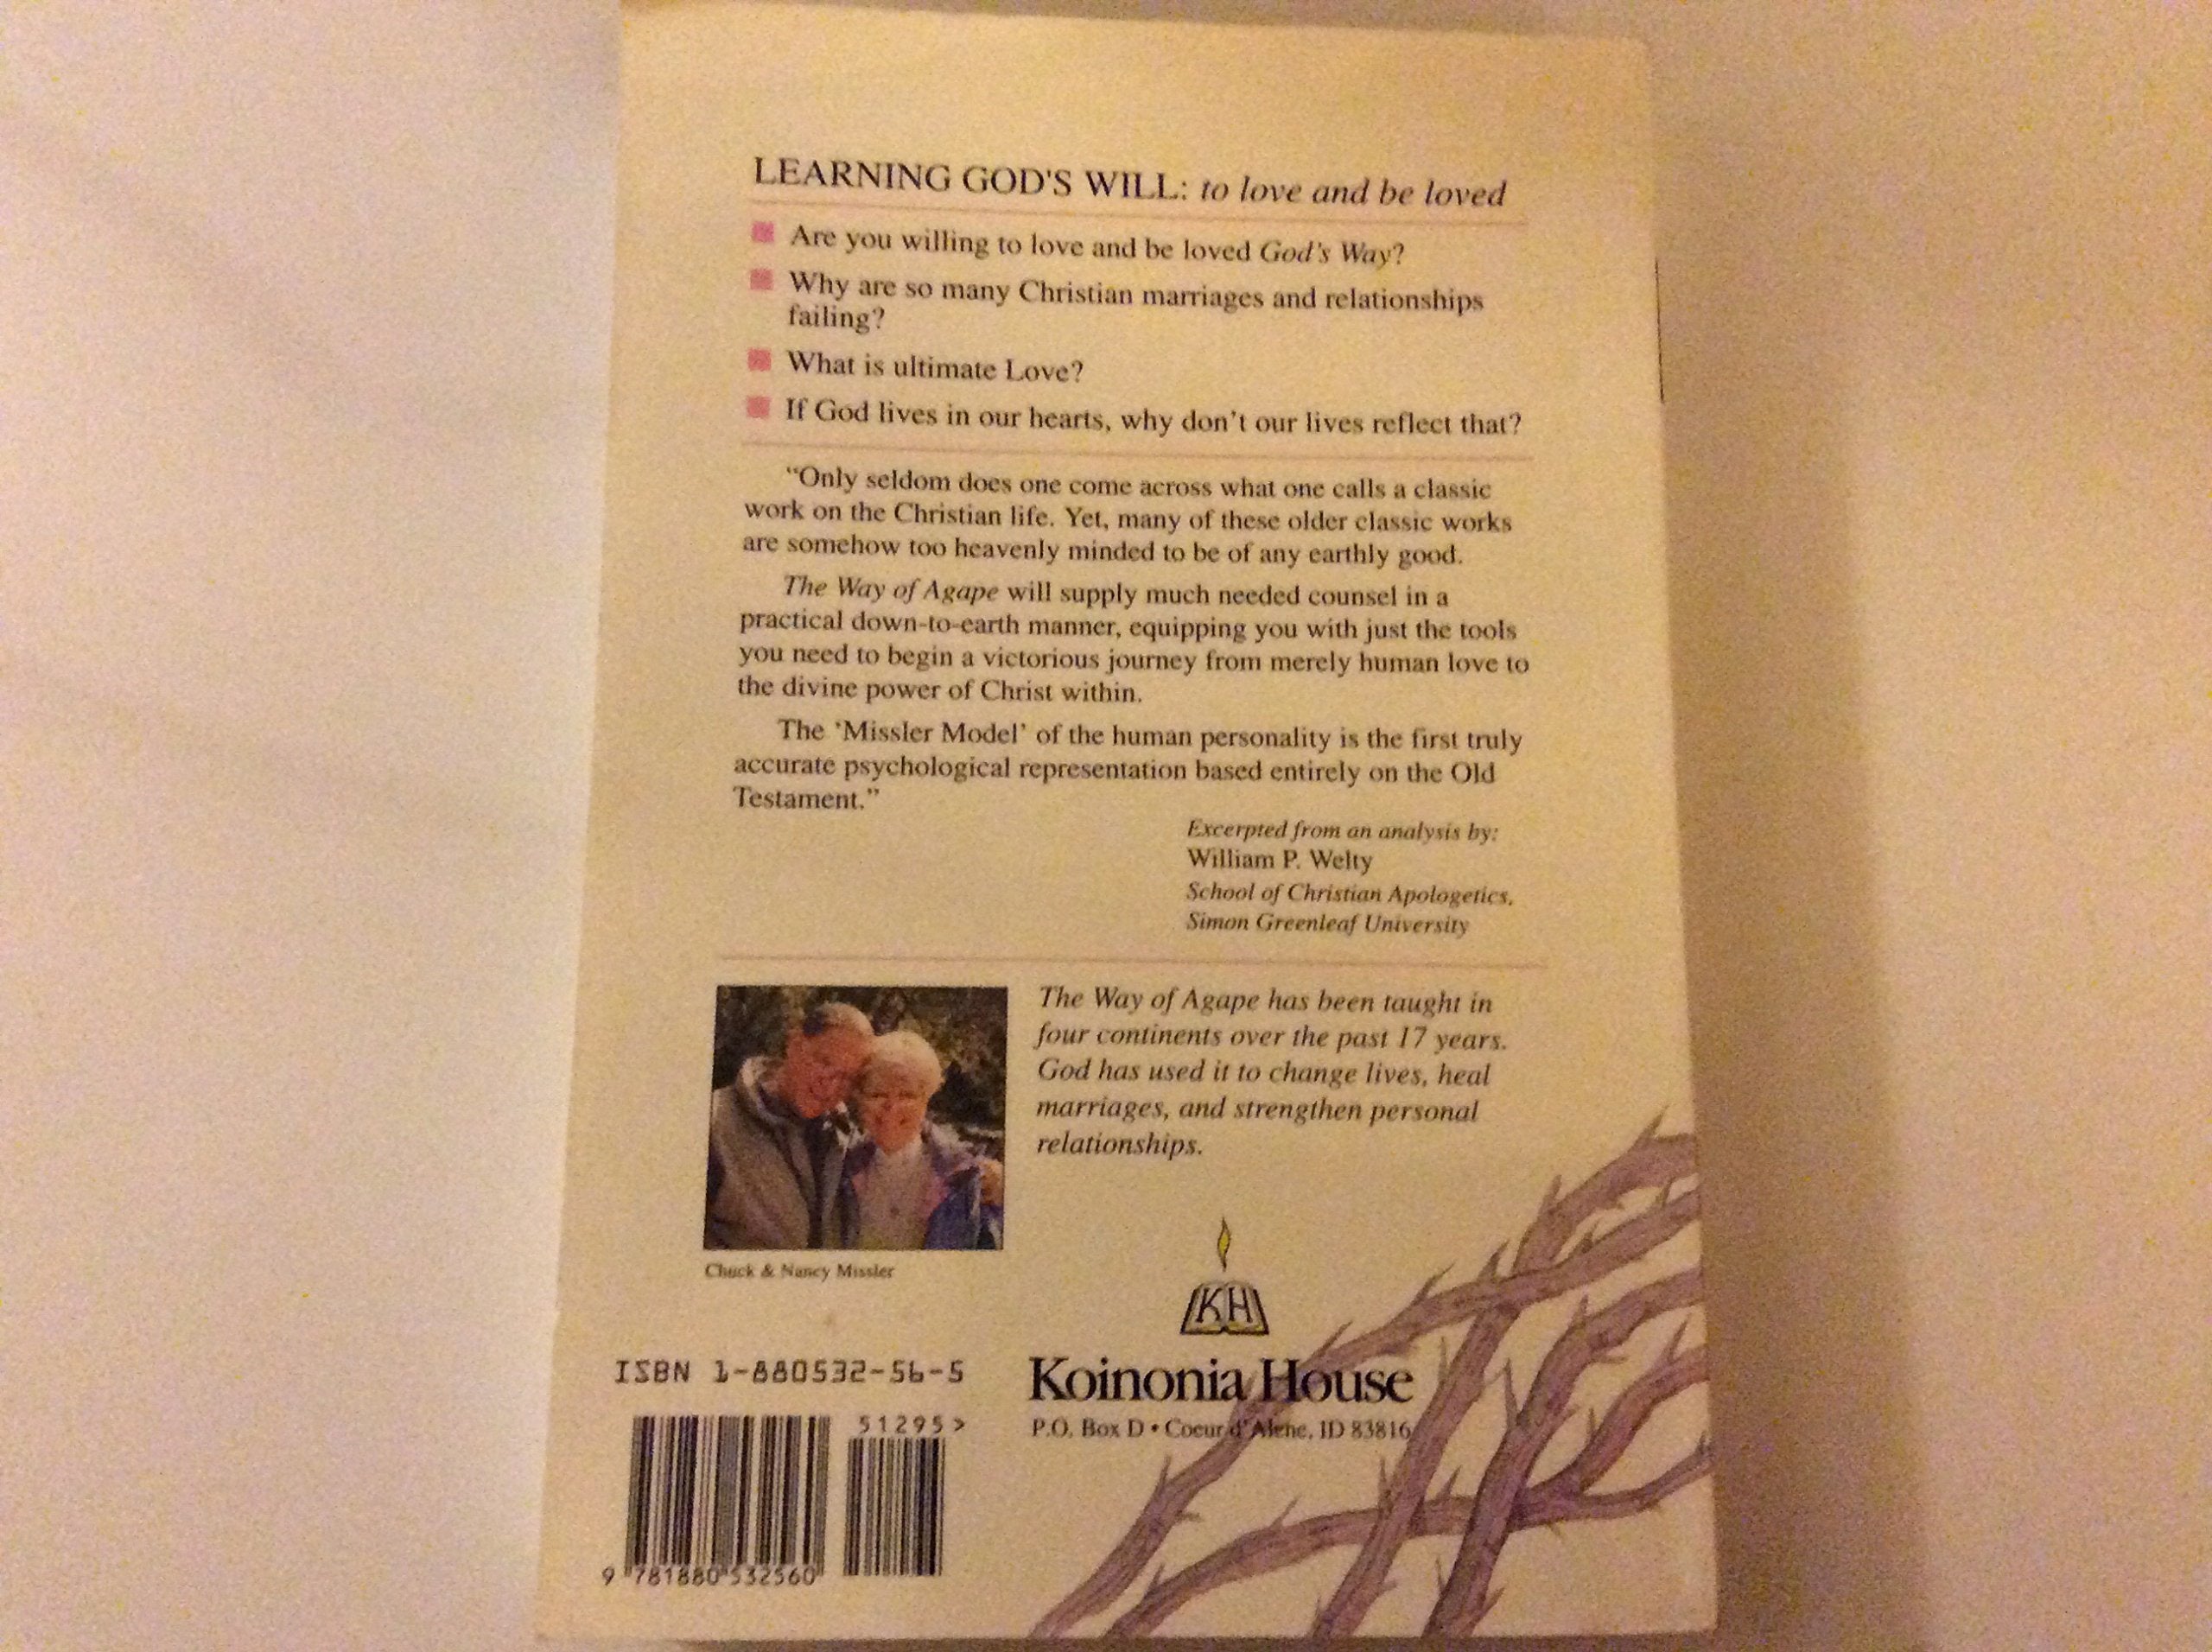 LEARNING GOD'S WILL: to love and be loved
Are you willing to love and be loved God's Way?
Why are so many Christian marriages and relationships
failing?
What is ultimate Love?
If God lives in our hearts, why don't our lives reflect that?
"Only seldom does one come across what one calls a classic
work on the Christian life. Yet, many of these older classic works
are somehow too heavenly minded to be of any earthly good.
The Way of Agape will supply much needed counsel in a
practical down-to-earth manner, equipping you with just the tools
you need to begin a victorious journey from merely human love to
the divine power of Christ within.
The 'Missler Model' of the human personality is the first truly
accurate psychological representation based entirely on the Old
Testament."
Excerpted from an analysis by:
William P. Welty
School of Christian Apologetics,
Simon Greenleaf University
The Way of Agape has been taught in
four continents over the past 17 years.
God has used it to change lives, heal
marriages, and strengthen personal
relationships.
Chuck & Nancy Missler
KH
Koinonia House
P.O. Box D • Coeur d'Alene, ID 83816
ISBN 1-880532-56-5
51295>
9 781880 532560